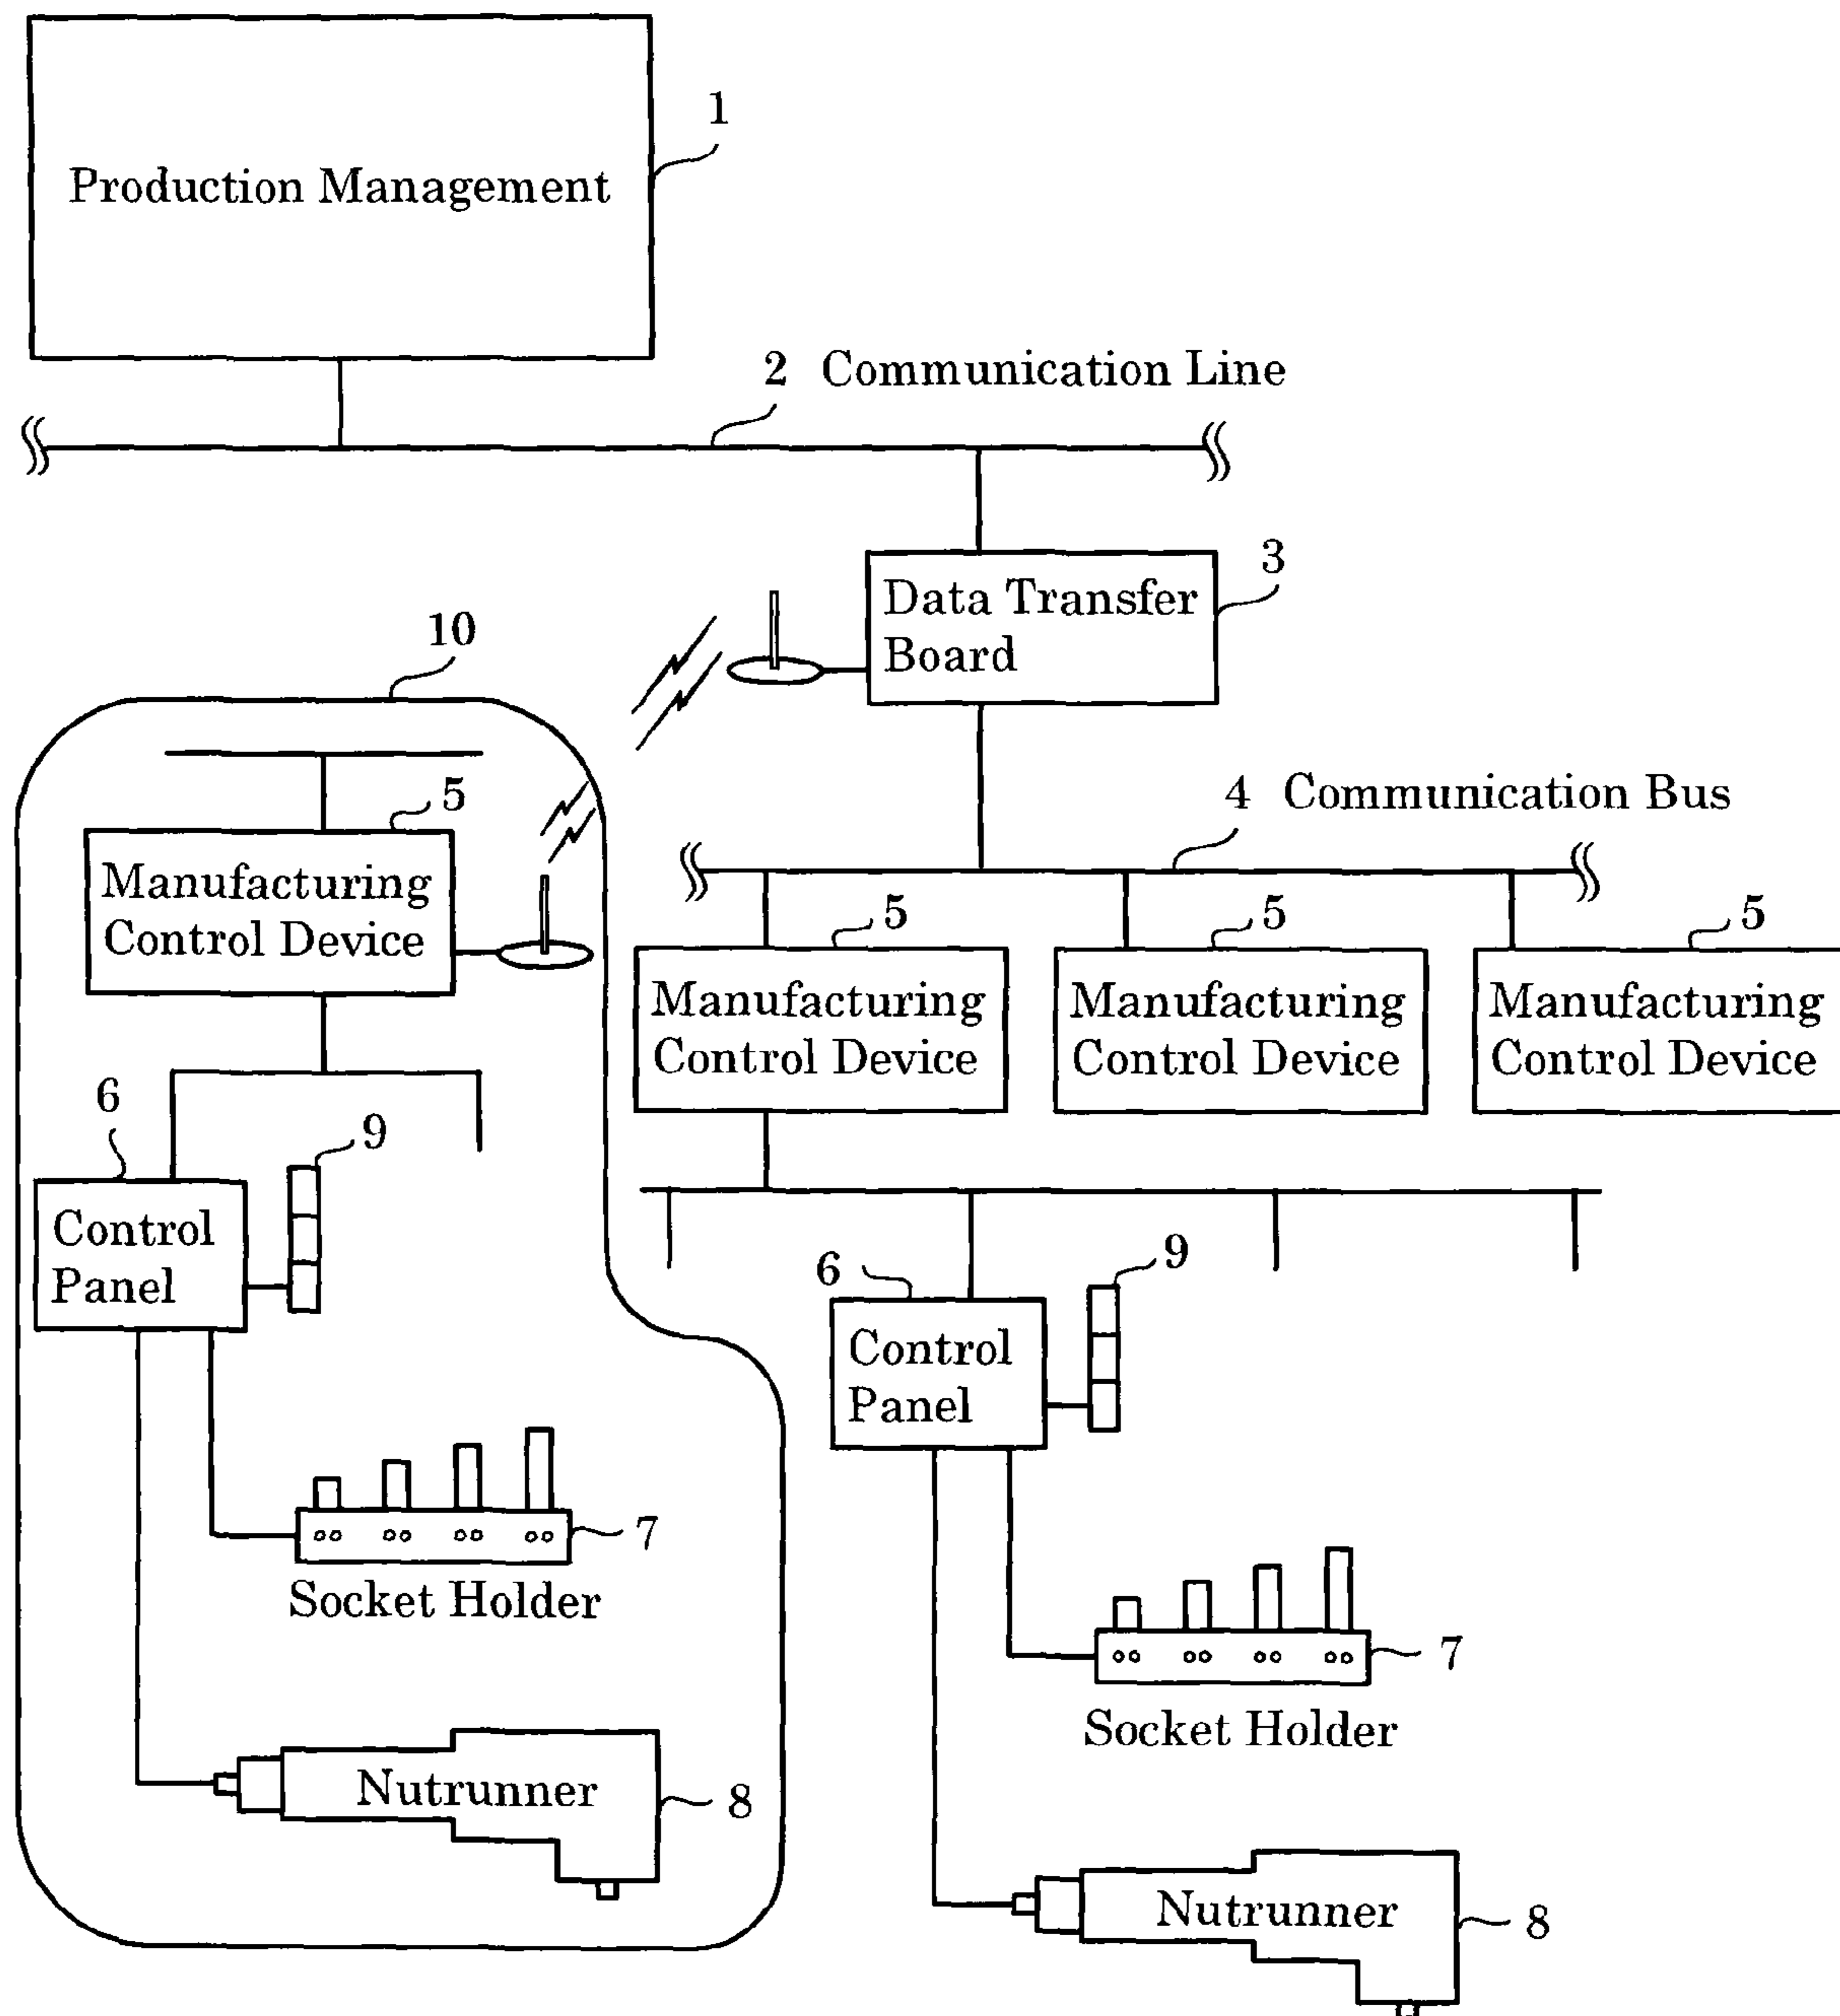 1
Production Management
2 Communication Line
3
Data Transfer
Board
10
5
4 Communication Bus
Manufacturing
Control Device
5
5
5
Manufacturing
Control Device
Manufacturing
Control Device
Manufacturing
Control Device
6
9
Control
Panel
6
9
Control
Panel
7
Socket Holder
7
Socket Holder
Nutrunner
8
Nutrunner
8